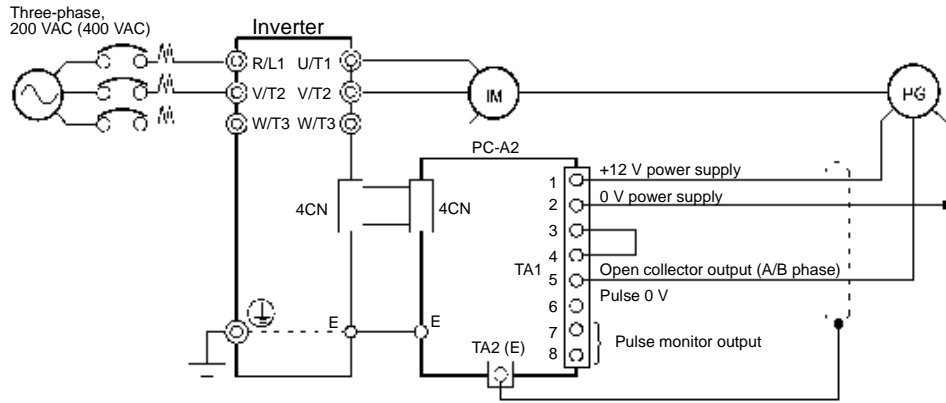 Three-phase,
200 VAC (400 VAC)
Inverter
R/L1 U/T1
V/T2 V/T2
W/T3 W/T3
IM
PG
PC-A2
4CN
4CN
1 +12 V power supply
2 0 V power supply
3
4
TA1
5 Open collector output (A/B phase)
6 Pulse 0 V
7
Pulse monitor output
8
E
E
TA2 (E)